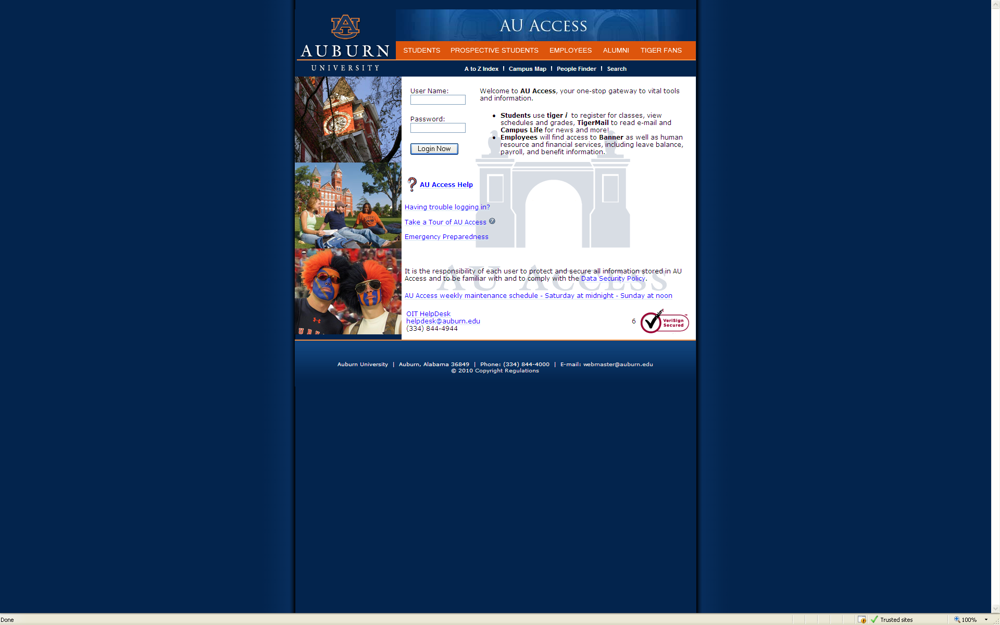 AU ACCESS
AUBURN
UNIVERSITY
STUDENTS PROSPECTIVE STUDENTS EMPLOYEES ALUMNI TIGER FANS
A to Z Index | Campus Map | People Finder | Search
User Name:
Password:
Login Now
Welcome to AU Access, your one-stop gateway to vital tools
and information.
• Students use tiger i to register for classes, view
schedules and grades, TigerMail to read e-mail and
Campus Life for news and more!
• Employees will find access to Banner as well as human
resource and financial services, including leave balance,
payroll, and benefit information.
? AU Access Help
Having trouble logging in?
Take a Tour of AU Access
Emergency Preparedness
AU ACCESS
It is the responsibility of each user to protect and secure all information stored in AU
Access and to be familiar with and to comply with the Data Security Policy.
AU Access weekly maintenance schedule - Saturday at midnight - Sunday at noon
OIT HelpDesk
helpdesk@auburn.edu
(334) 844-4944
6
VeriSign
Secured
Auburn University | Auburn, Alabama 36849 | Phone: (334) 844-4000 | E-mail: webmaster@auburn.edu
© 2010 Copyright Regulations
Done
Trusted sites
100%